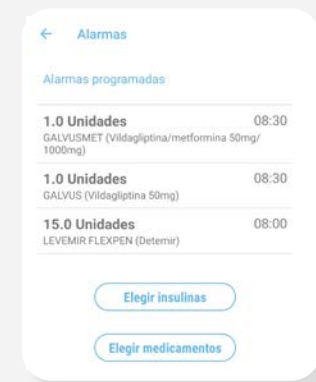 Alarmas
Alarmas programadas
1.0 Unidades 08:30
GALVUSMET (Vildagliptina/metformina 50mg/
1000mg)
1.0 Unidades 08:30
GALVUS (Vildagliptina 50mg)
15.0 Unidades 08:00
LEVEMIR FLEXPEN (Detemir)
Elegir insulinas
Elegir medicamentos